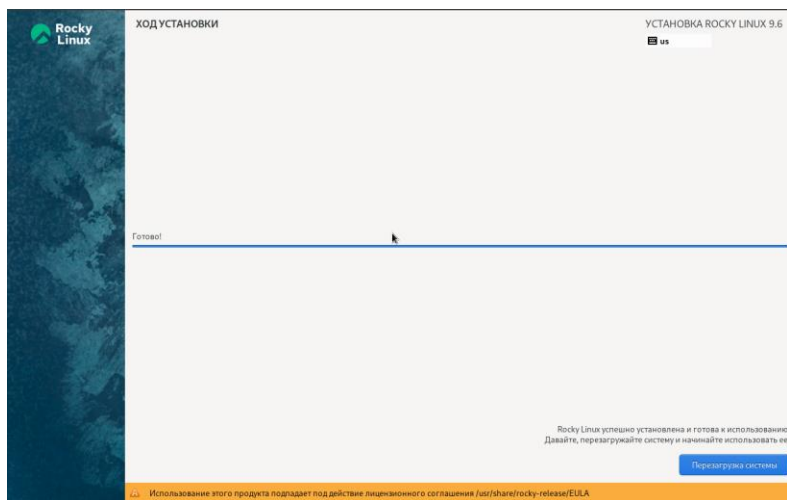 Rocky
Linux
ХОД УСТАНОВКИ
УСТАНОВКА ROCKY LINUX 9.6
us
Готово!
Rocky Linux успешно установлена и готова к использованию
Давайте, перезагружайте систему и начинайте использовать ее
Перезагрузка системы
Использование этого продукта подпадает под действие лицензионного соглашения /usr/share/rocky-release/EULA